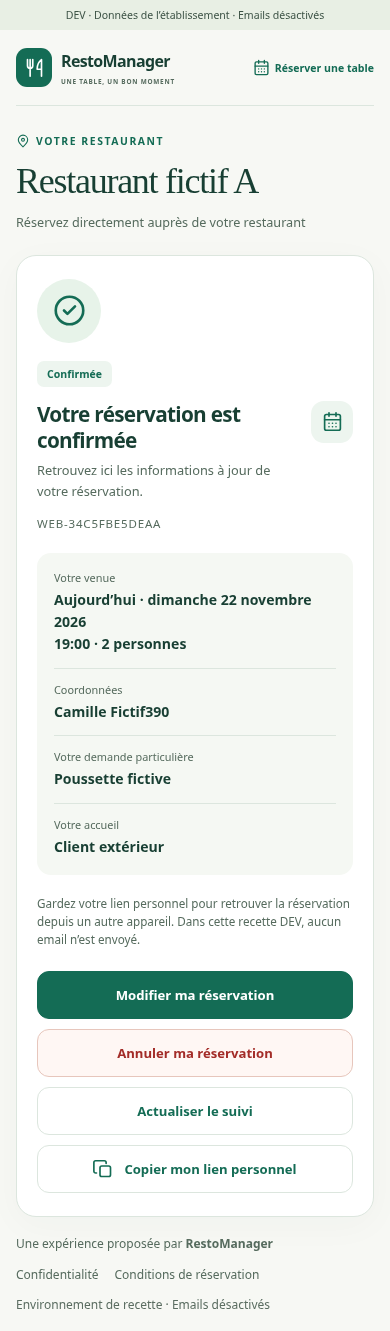 DEV · Données de l’établissement · Emails désactivés
RestoManager
UNE TABLE, UN BON MOMENT
Réserver une table
VOTRE RESTAURANT
Restaurant fictif A
Réservez directement auprès de votre restaurant
Confirmée
Votre réservation est
confirmée
Retrouvez ici les informations à jour de
votre réservation.
WEB-34C5FBE5DEAA
Votre venue
Aujourd’hui · dimanche 22 novembre
2026
19:00 · 2 personnes
Coordonnées
Camille Fictif390
Votre demande particulière
Poussette fictive
Votre accueil
Client extérieur
Gardez votre lien personnel pour retrouver la réservation
depuis un autre appareil. Dans cette recette DEV, aucun
email n’est envoyé.
Modifier ma réservation
Annuler ma réservation
Actualiser le suivi
Copier mon lien personnel
Une expérience proposée par RestoManager
Confidentialité Conditions de réservation
Environnement de recette · Emails désactivés